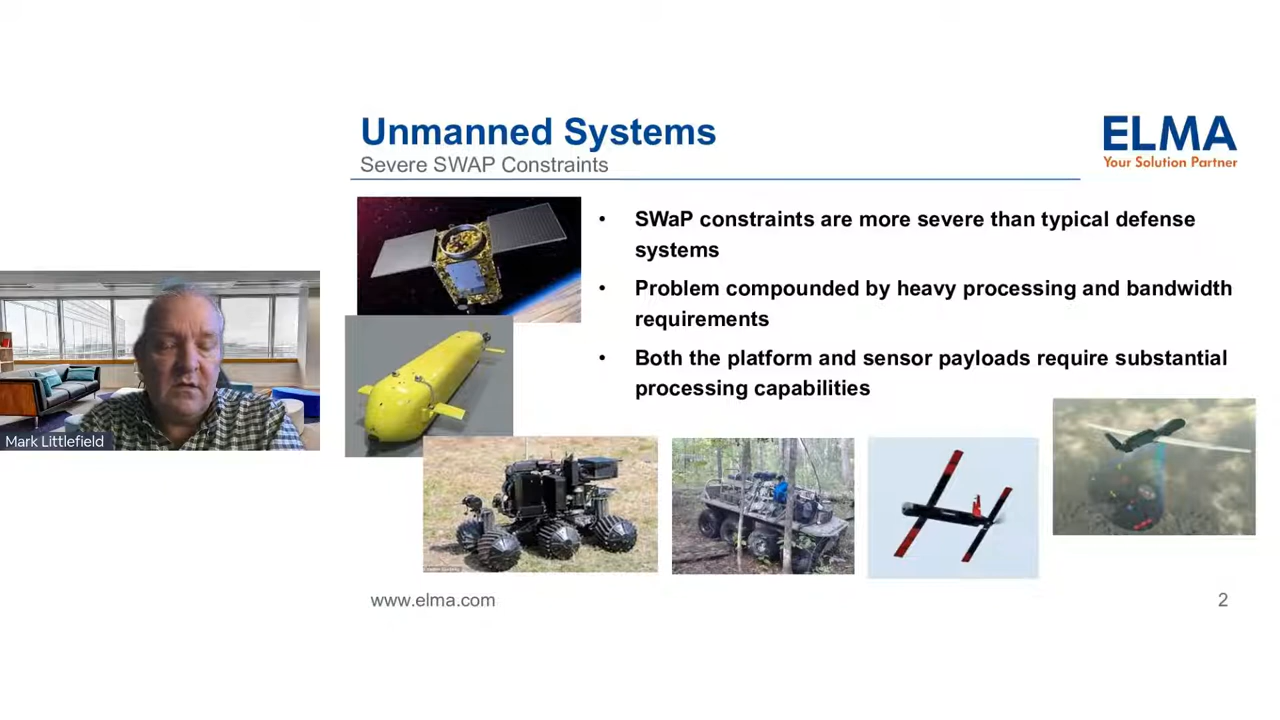 Unmanned Systems
Severe SWAP Constraints
ELMA
Your Solution Partner
• SWaP constraints are more severe than typical defense
systems
• Problem compounded by heavy processing and bandwidth
requirements
• Both the platform and sensor payloads require substantial
processing capabilities
Mark Littlefield
www.elma.com
2